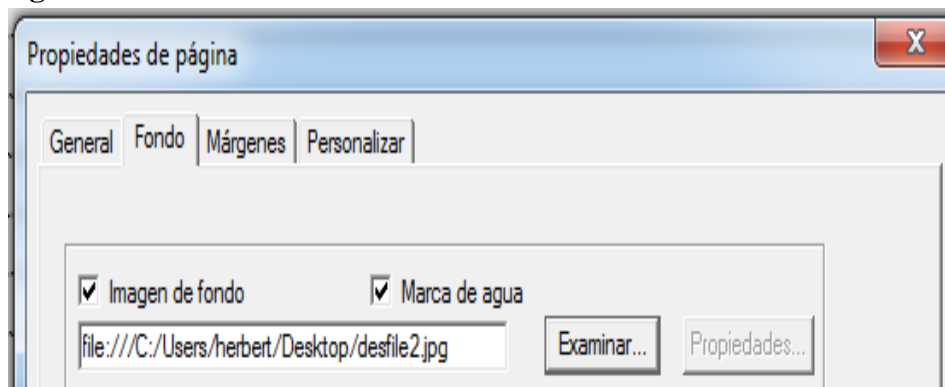 Propiedades de página
General Fondo Márgenes Personalizar
Imagen de fondo Marca de agua
file:///C:/Users/herbert/Desktop/desfile2.jpg Examinar... Propiedades...